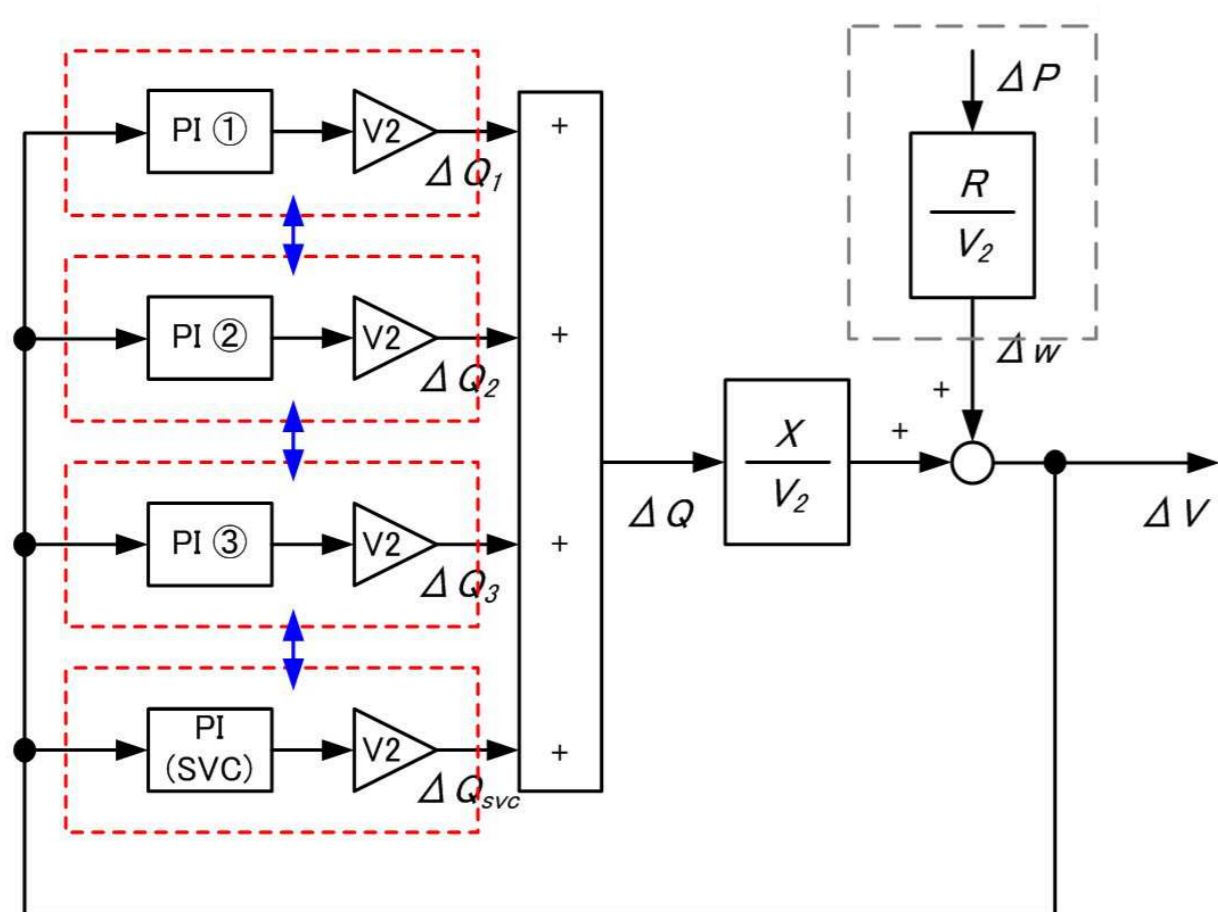 PI ①
V2
ΔQ1
+
PI ②
V2
ΔQ2
+
PI ③
V2
ΔQ3
+
PI
(SVC)
V2
ΔQsvc
+
ΔQ
X
V2
+
ΔP
R
V2
Δw
+
ΔV